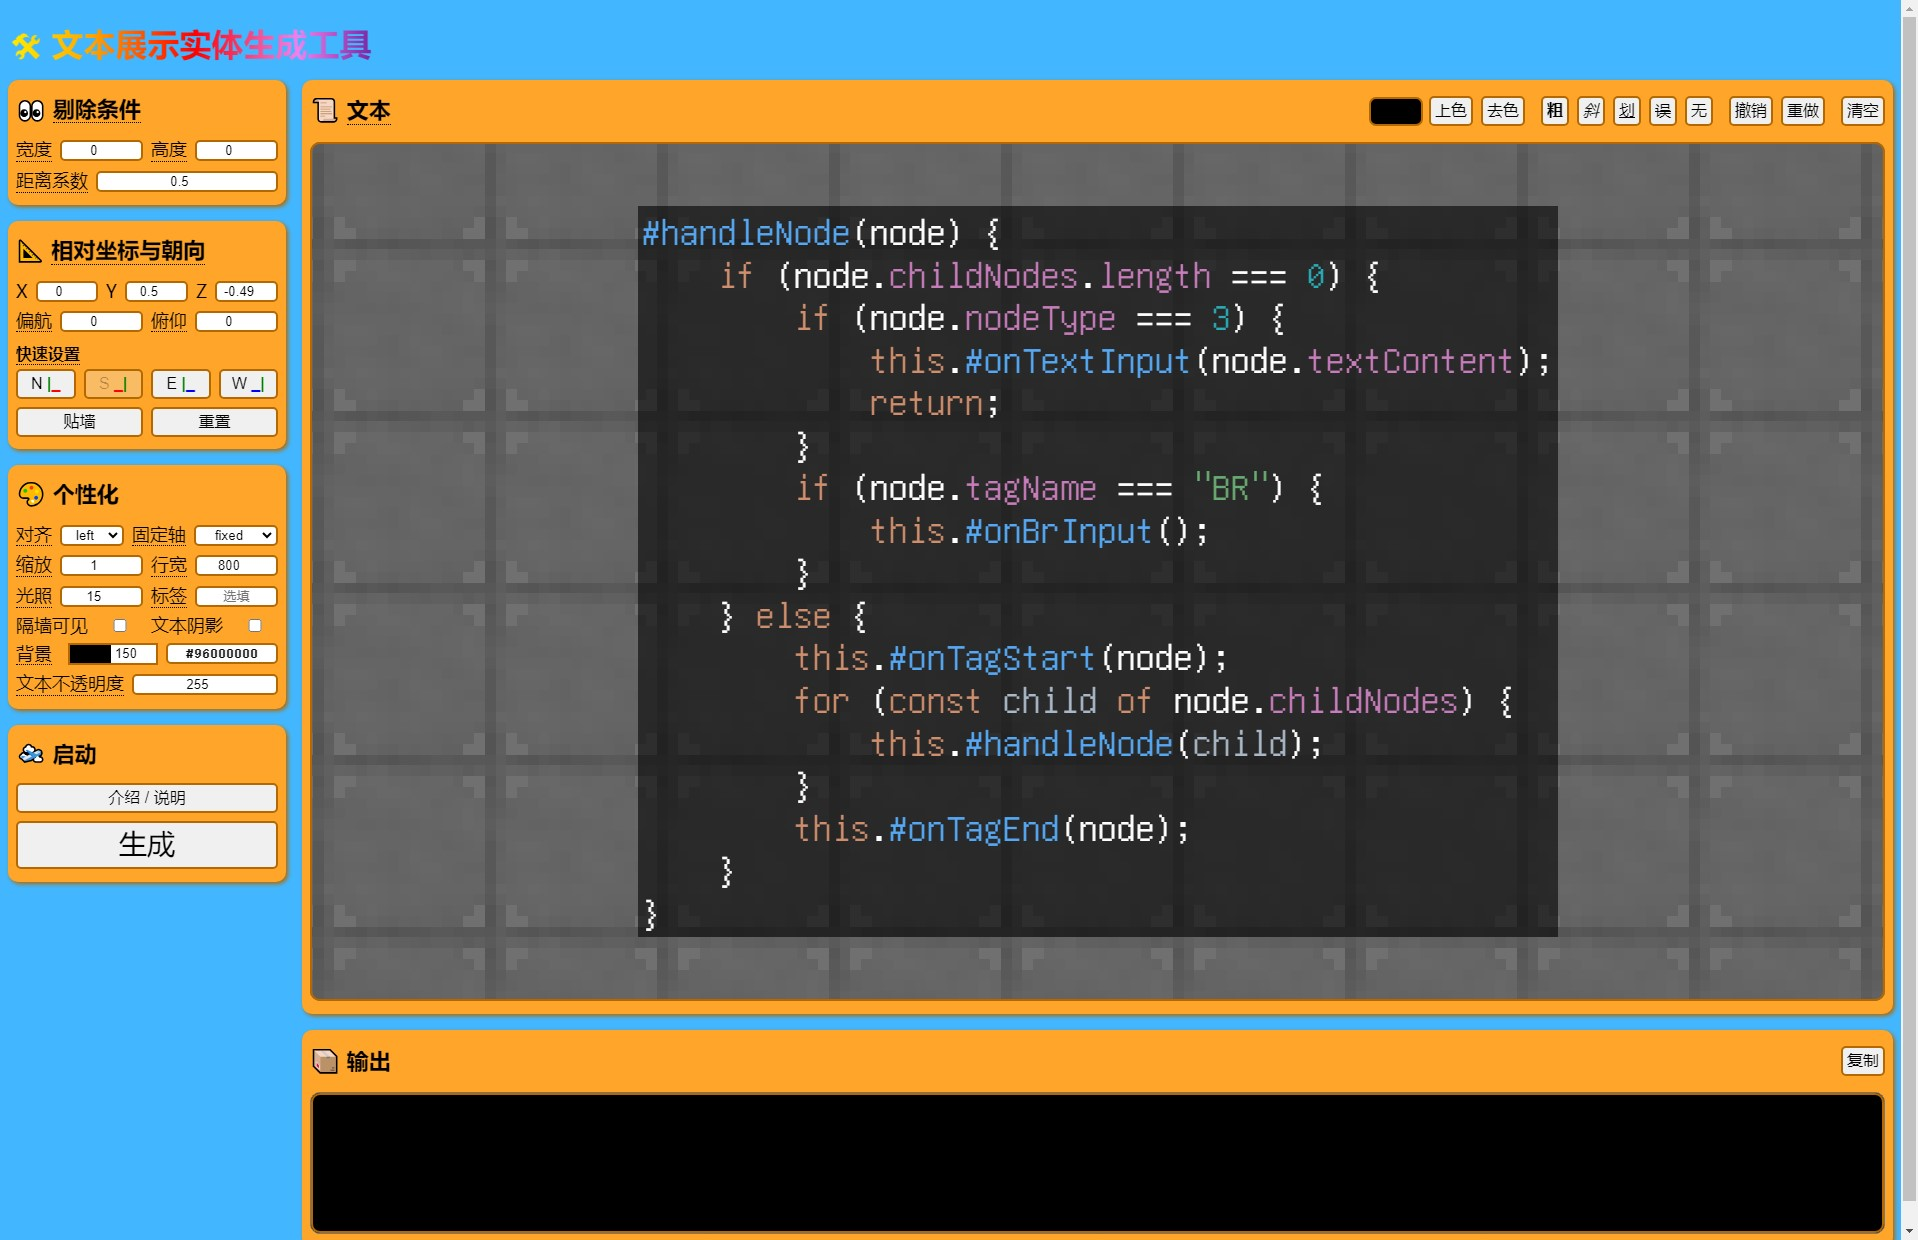 🛠 文本展示实体生成工具
👀 剔除条件
宽度 0 高度 0
距离系数 0.5
📐 相对坐标与朝向
X 0 Y 0.5 Z -0.49
偏航 0 俯仰 0
快速设置
N S E W
贴墙 重置
🎨 个性化
对齐 left 固定轴 fixed
缩放 1 行宽 800
光照 15 标签 选填
隔墙可见 文本阴影
背景 150 #96000000
文本不透明度 255
启动
介绍 / 说明
生成
📜 文本
上色 去色 粗 斜 划 误 无 撤销 重做 清空
#handleNode(node) {
    if (node.childNodes.length === 0) {
        if (node.nodeType === 3) {
            this.#onTextInput(node.textContent);
            return;
        }
        if (node.tagName === "BR") {
            this.#onBrInput();
        }
    } else {
        this.#onTagStart(node);
        for (const child of node.childNodes) {
            this.#handleNode(child);
        }
        this.#onTagEnd(node);
    }
}
📦 输出
复制